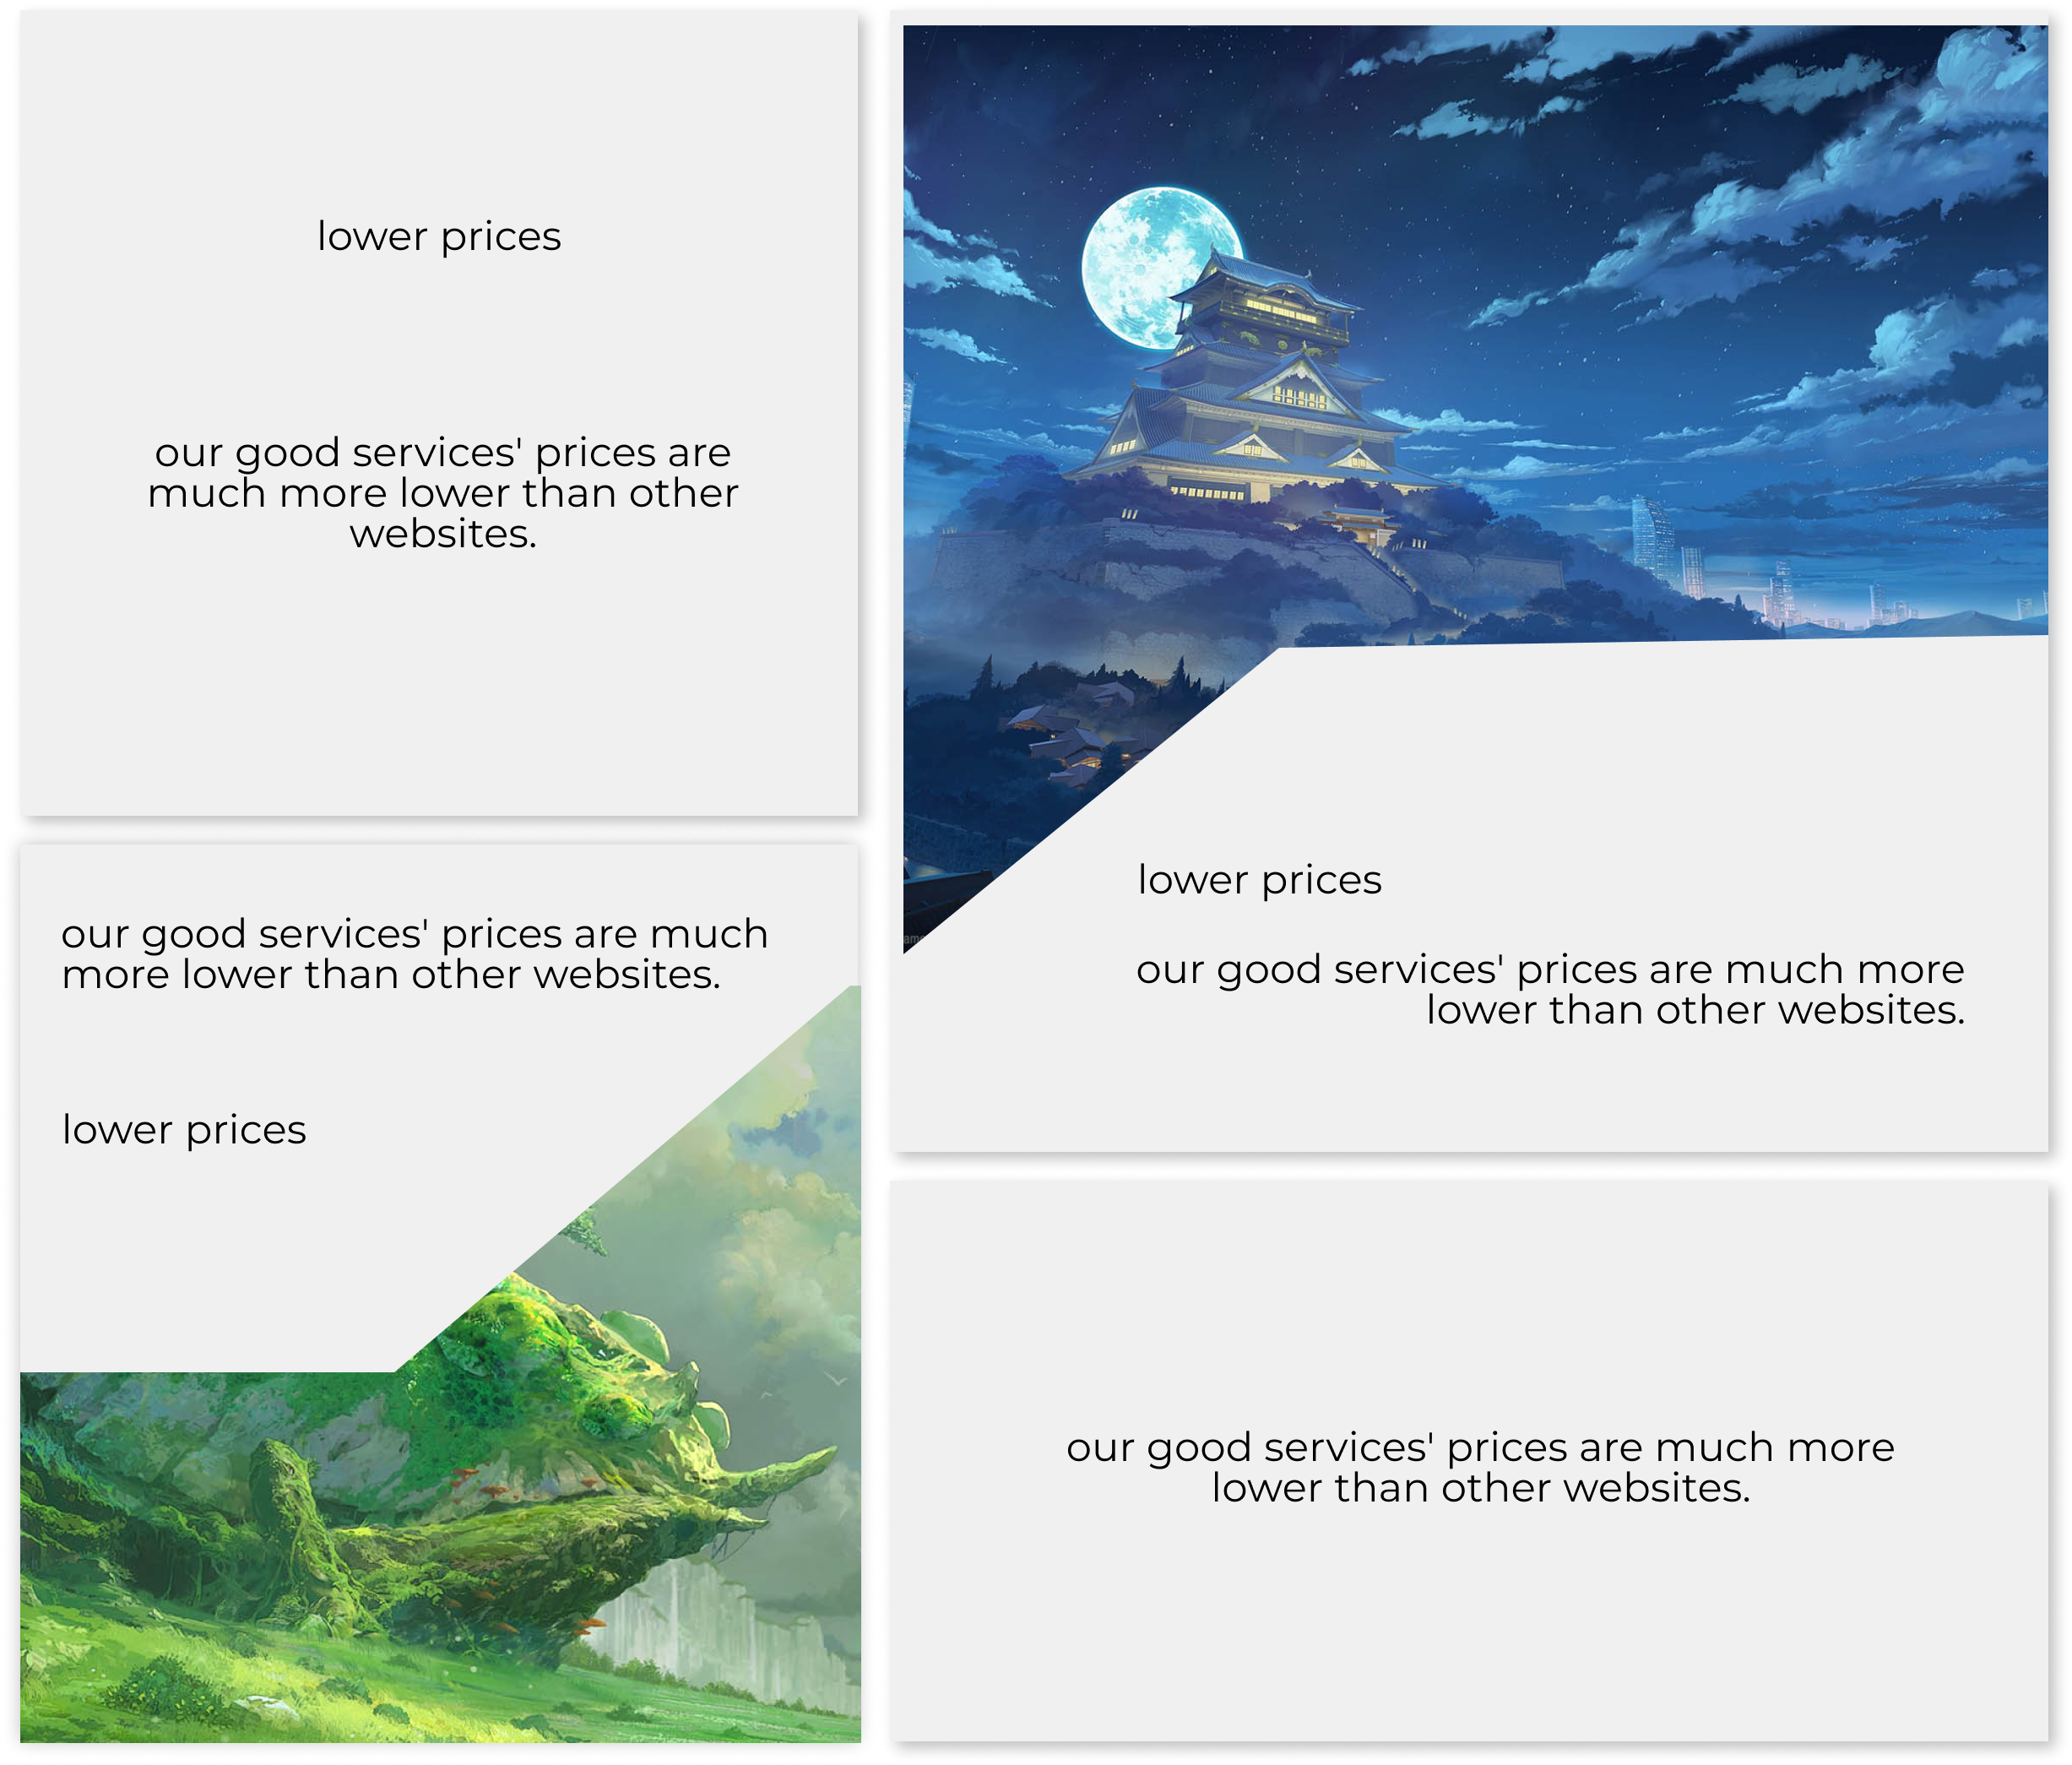 lower prices
our good services' prices are
much more lower than other
websites.
our good services' prices are much
more lower than other websites.
lower prices
lower prices
our good services' prices are much more
lower than other websites.
our good services' prices are much more
lower than other websites.